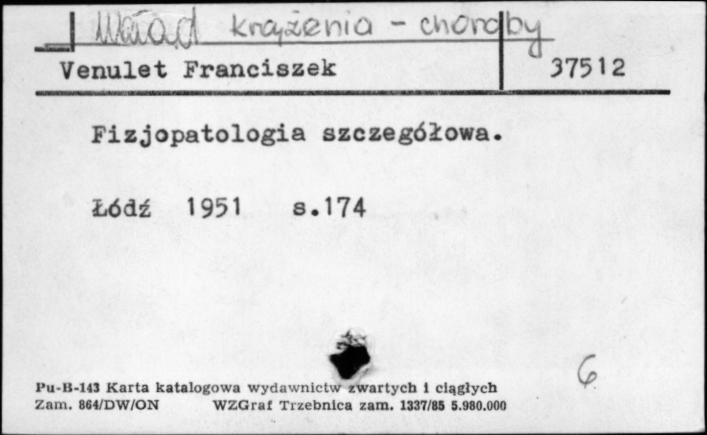 Układ krążenia - choroby
Venulet Franciszek 37512
Fizjopatologia szczegółowa.
Łódź 1951 s.174
6
Pu-B-143 Karta katalogowa wydawnictw zwartych i ciągłych
Zam. 864/DW/ON WZGraf Trzebnica zam. 1337/85 5.980.000